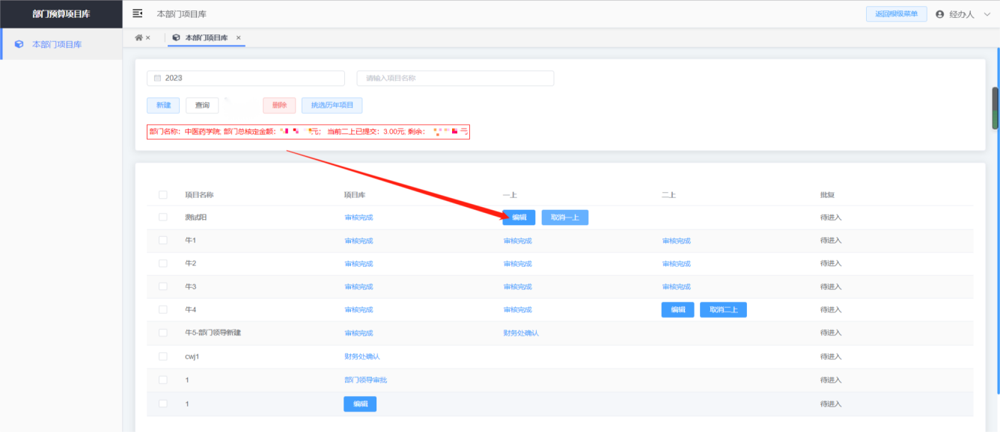 部门预算项目库
本部门项目库
返回模级菜单
经办人
本部门项目库
本部门项目库
2023
请输入项目名称
新建
查询
删除
挑选历年项目
部门名称：中医药学院; 部门总核定金额： 元； 当前二上已提交：3.00元, 剩余： 元
项目名称 项目库 一上 二上 批复
测试阳 审核完成 编辑 取消一上 待进入
牛1 审核完成 审核完成 审核完成 待进入
牛2 审核完成 审核完成 审核完成 待进入
牛3 审核完成 审核完成 审核完成 待进入
牛4 审核完成 审核完成 编辑 取消二上 待进入
牛5-部门领导新建 审核完成 财务处确认 待进入
cwj1 财务处确认 待进入
1 部门领导审批 待进入
1 编辑 待进入